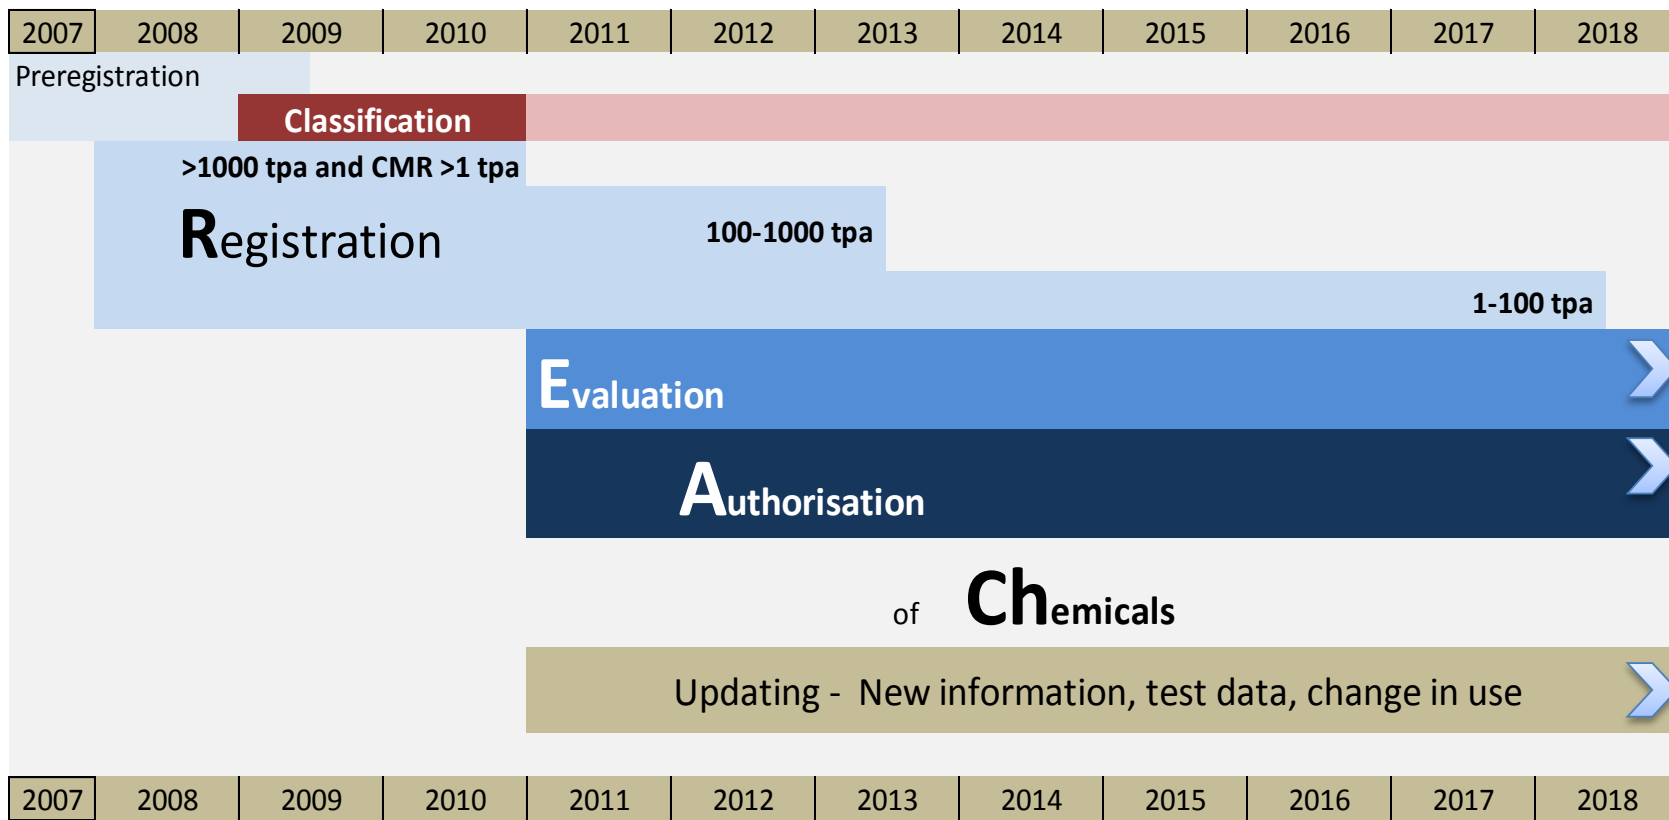 2007 2008 2009 2010 2011 2012 2013 2014 2015 2016 2017 2018
Preregistration
Classification
>1000 tpa and CMR >1 tpa
Registration
100-1000 tpa
1-100 tpa
Evaluation
Authorisation
of Chemicals
Updating - New information, test data, change in use
2007 2008 2009 2010 2011 2012 2013 2014 2015 2016 2017 2018